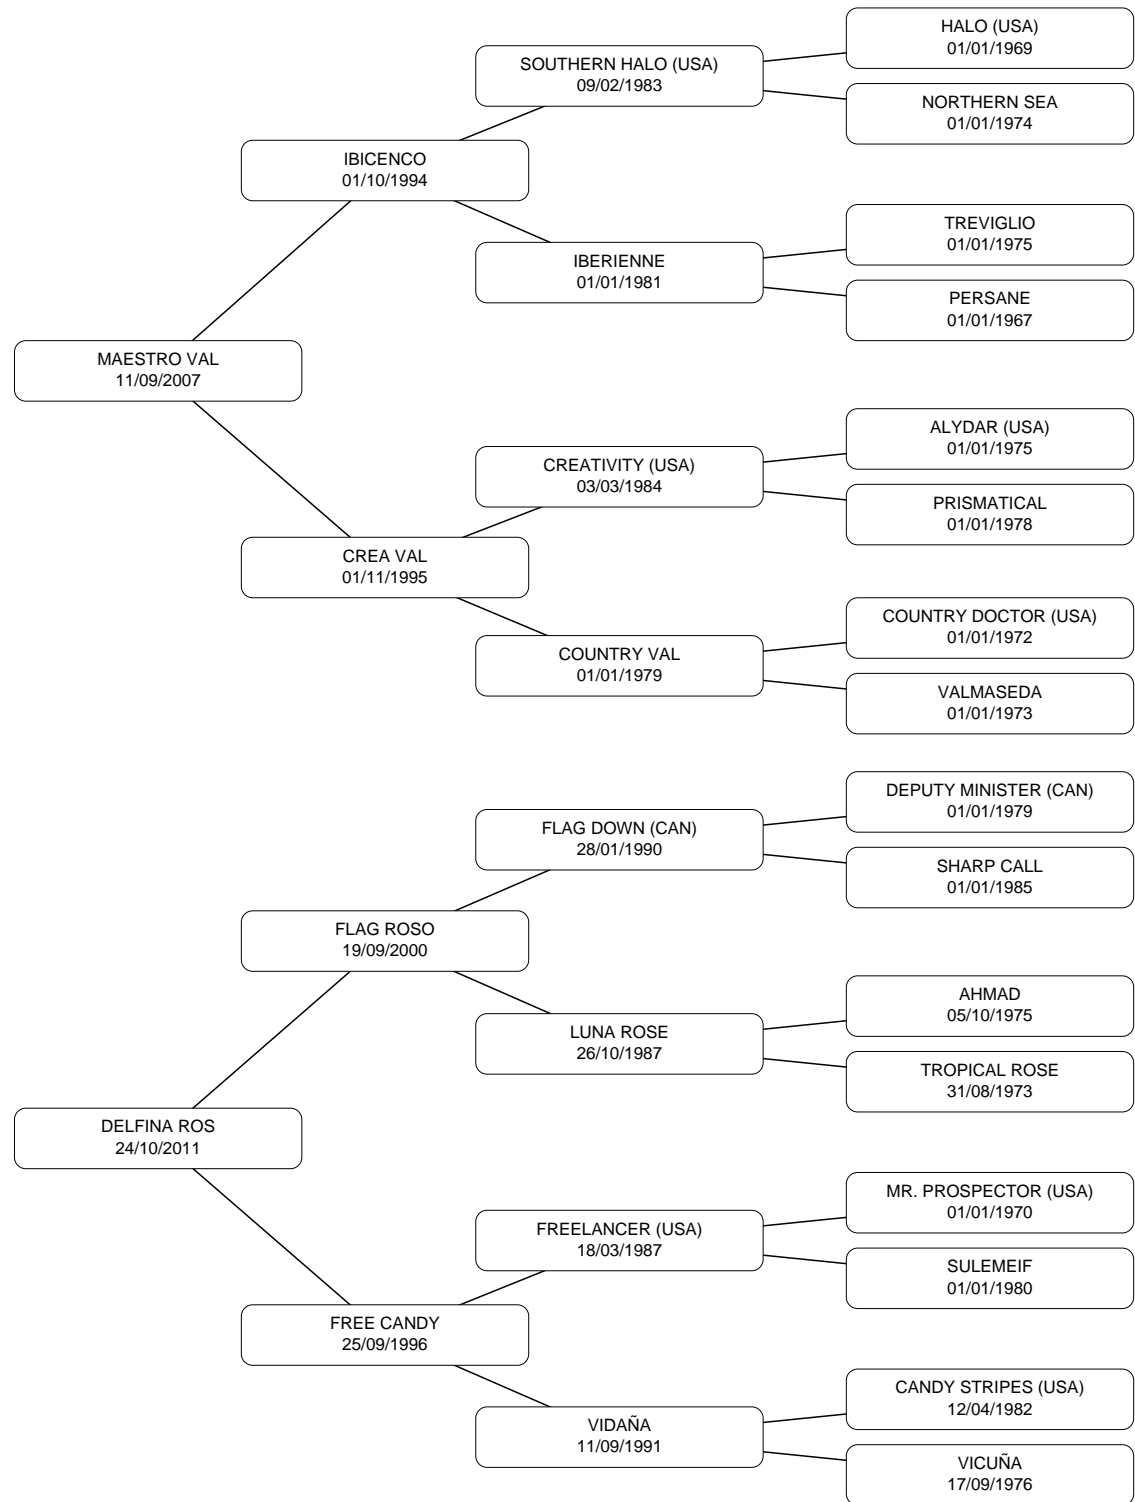 HALO (USA)
01/01/1969
SOUTHERN HALO (USA)
09/02/1983
NORTHERN SEA
01/01/1974
IBICENCO
01/10/1994
TREVIGLIO
01/01/1975
IBERIENNE
01/01/1981
PERSANE
01/01/1967
MAESTRO VAL
11/09/2007
ALYDAR (USA)
01/01/1975
CREATIVITY (USA)
03/03/1984
PRISMATICAL
01/01/1978
CREA VAL
01/11/1995
COUNTRY DOCTOR (USA)
01/01/1972
COUNTRY VAL
01/01/1979
VALMASEDA
01/01/1973
DEPUTY MINISTER (CAN)
01/01/1979
FLAG DOWN (CAN)
28/01/1990
SHARP CALL
01/01/1985
FLAG ROSO
19/09/2000
AHMAD
05/10/1975
LUNA ROSE
26/10/1987
TROPICAL ROSE
31/08/1973
DELFINA ROS
24/10/2011
MR. PROSPECTOR (USA)
01/01/1970
FREELANCER (USA)
18/03/1987
SULEMEIF
01/01/1980
FREE CANDY
25/09/1996
CANDY STRIPES (USA)
12/04/1982
VIDAÑA
11/09/1991
VICUÑA
17/09/1976